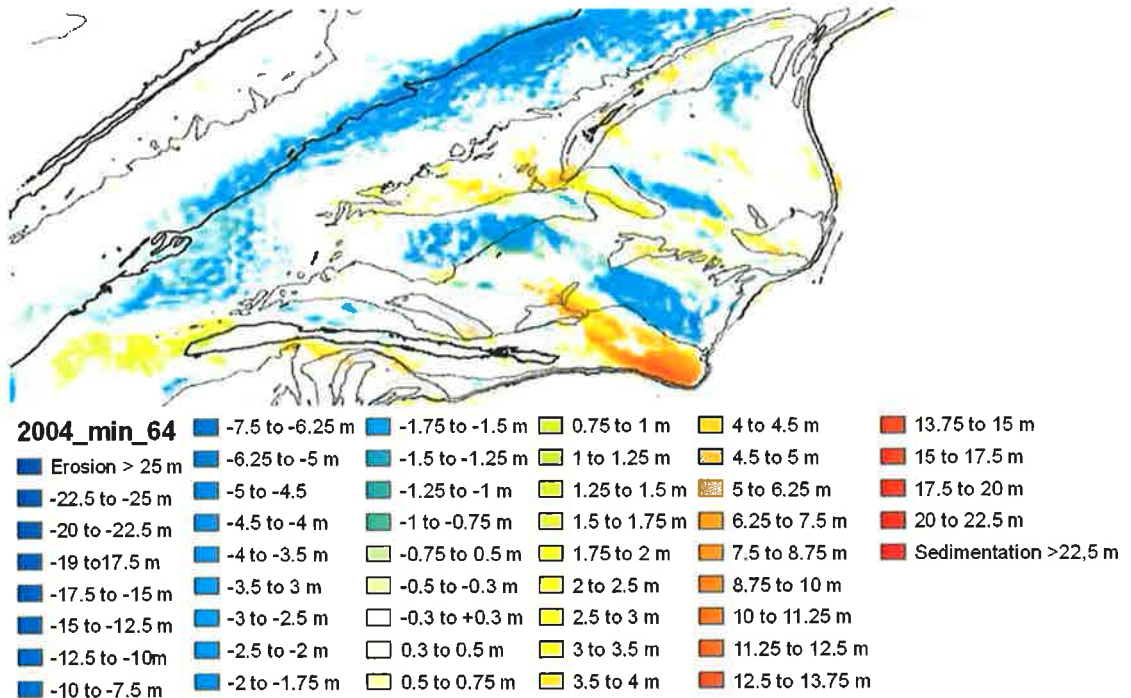 2004_min_64
Erosion > 25 m
-22.5 to -25 m
-20 to -22.5 m
-19 to17.5 m
-17.5 to -15 m
-15 to -12.5 m
-12.5 to -10m
-10 to -7.5 m
-7.5 to -6.25 m
-6.25 to -5 m
-5 to -4.5
-4.5 to -4 m
-4 to -3.5 m
-3.5 to 3 m
-3 to -2.5 m
-2.5 to -2 m
-2 to -1.75 m
-1.75 to -1.5 m
-1.5 to -1.25 m
-1.25 to -1 m
-1 to -0.75 m
-0.75 to 0.5 m
-0.5 to -0.3 m
-0.3 to +0.3 m
0.3 to 0.5 m
0.5 to 0.75 m
0.75 to 1 m
1 to 1.25 m
1.25 to 1.5 m
1.5 to 1.75 m
1.75 to 2 m
2 to 2.5 m
2.5 to 3 m
3 to 3.5 m
3.5 to 4 m
4 to 4.5 m
4.5 to 5 m
5 to 6.25 m
6.25 to 7.5 m
7.5 to 8.75 m
8.75 to 10 m
10 to 11.25 m
11.25 to 12.5 m
12.5 to 13.75 m
13.75 to 15 m
15 to 17.5 m
17.5 to 20 m
20 to 22.5 m
Sedimentation >22,5 m